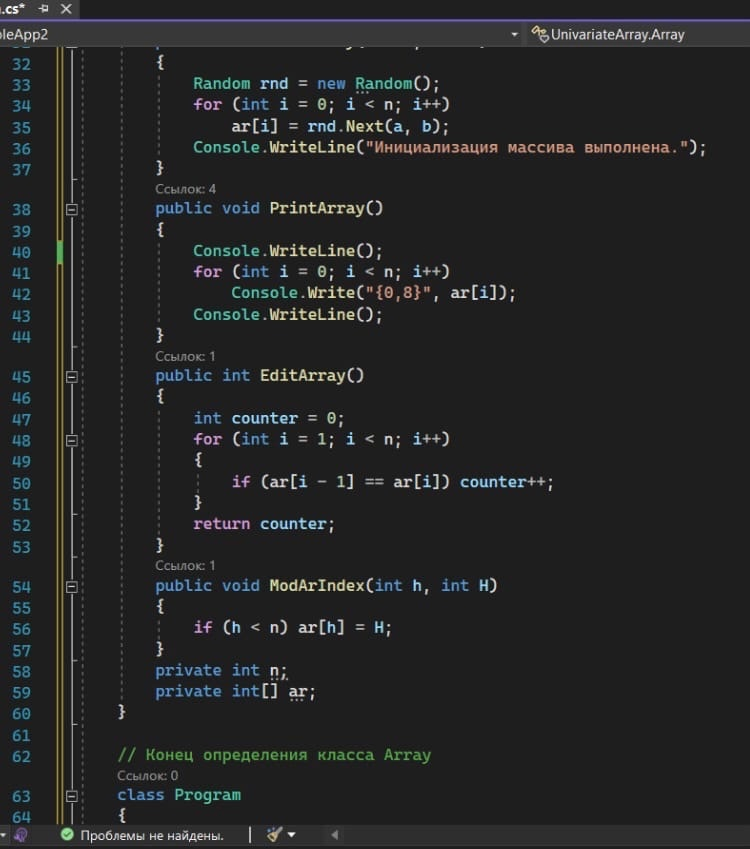 .cs*
leApp2
UnivariateArray.Array
32 {
33 Random rnd = new Random();
34 for (int i = 0; i < n; i++)
35 ar[i] = rnd.Next(a, b);
36 Console.WriteLine("Инициализация массива выполнена.");
37 }
Ссылок: 4
38 public void PrintArray()
39 {
40 Console.WriteLine();
41 for (int i = 0; i < n; i++)
42 Console.Write("{0,8}", ar[i]);
43 Console.WriteLine();
44 }
Ссылок: 1
45 public int EditArray()
46 {
47 int counter = 0;
48 for (int i = 1; i < n; i++)
49 {
50 if (ar[i - 1] == ar[i]) counter++;
51 }
52 return counter;
53 }
Ссылок: 1
54 public void ModArIndex(int h, int H)
55 {
56 if (h < n) ar[h] = H;
57 }
58 private int n;
59 private int[] ar;
60 }
61
62 // Конец определения класса Array
Ссылок: 0
63 class Program
64 {
Проблемы не найдены.